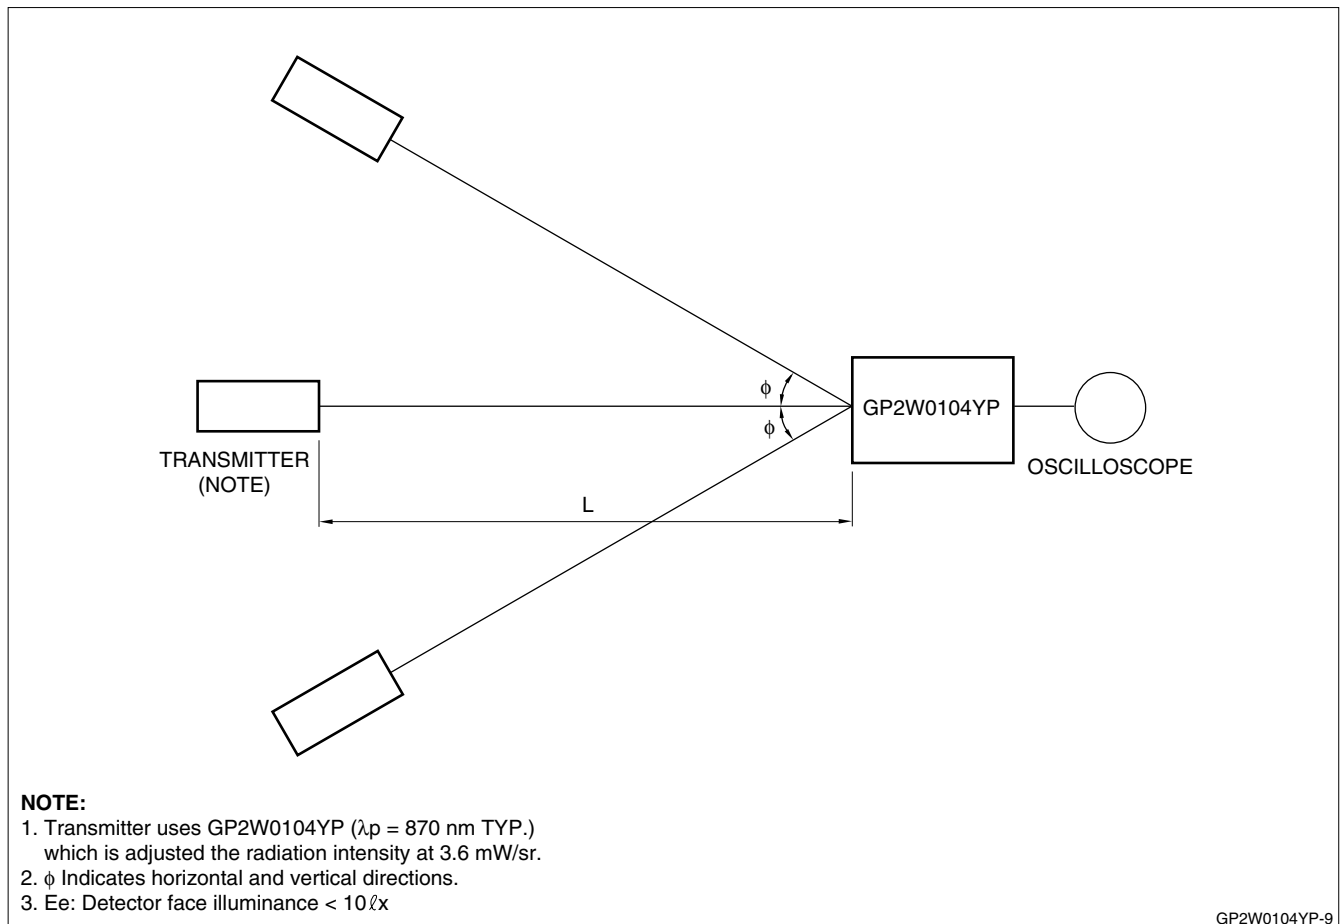 ϕ
GP2W0104YP
ϕ
TRANSMITTER
(NOTE)
OSCILLOSCOPE
L
NOTE:
1. Transmitter uses GP2W0104YP (λp = 870 nm TYP.)
which is adjusted the radiation intensity at 3.6 mW/sr.
2. ϕ Indicates horizontal and vertical directions.
3. Ee: Detector face illuminance < 10 ℓx
GP2W0104YP-9